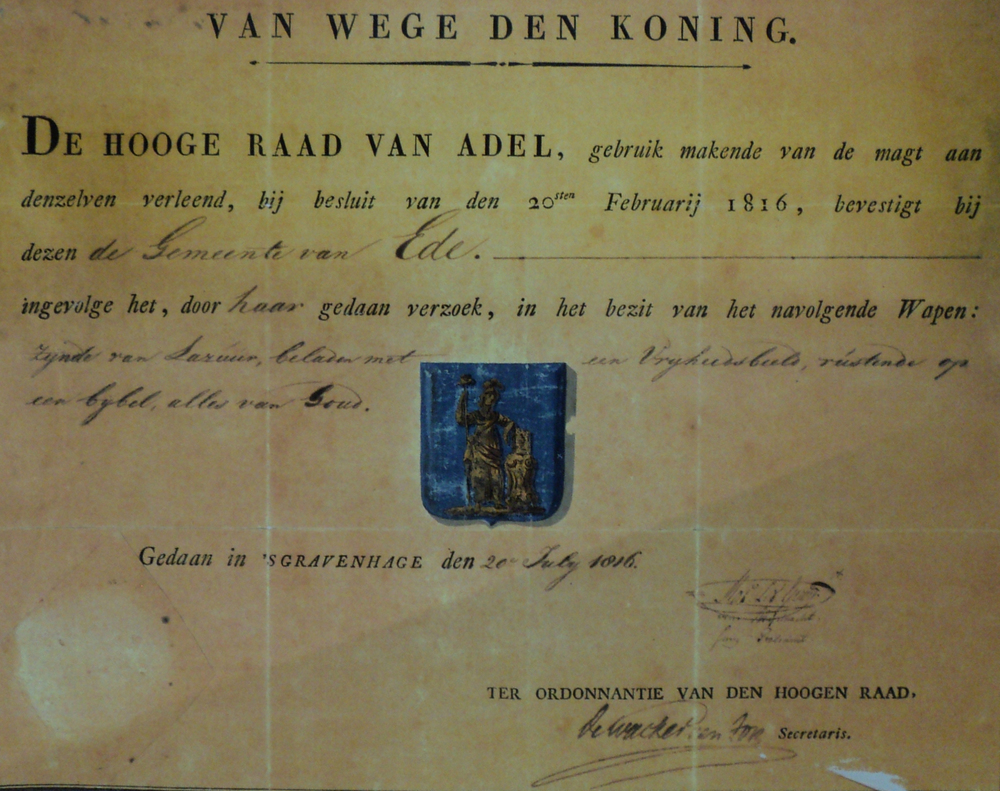 VAN WEGE DEN KONING.
DE HOOGE RAAD VAN ADEL, gebruik makende van de magt aan
denzelven verleend, bij besluit van den 20sten Februarij 1816, bevestigt bij
dezen de Gemeente van Ede.
ingevolge het, door haar gedaan verzoek, in het bezit van het navolgende Wapen:
zynde van Lazuur, beladen met een Vryheidsbeeld, rustende op
een bybel, alles van Goud.
Gedaan in 'SGRAVENHAGE den 20 July 1816.
TER ORDONNANTIE VAN DEN HOOGEN RAAD,
Secretaris.